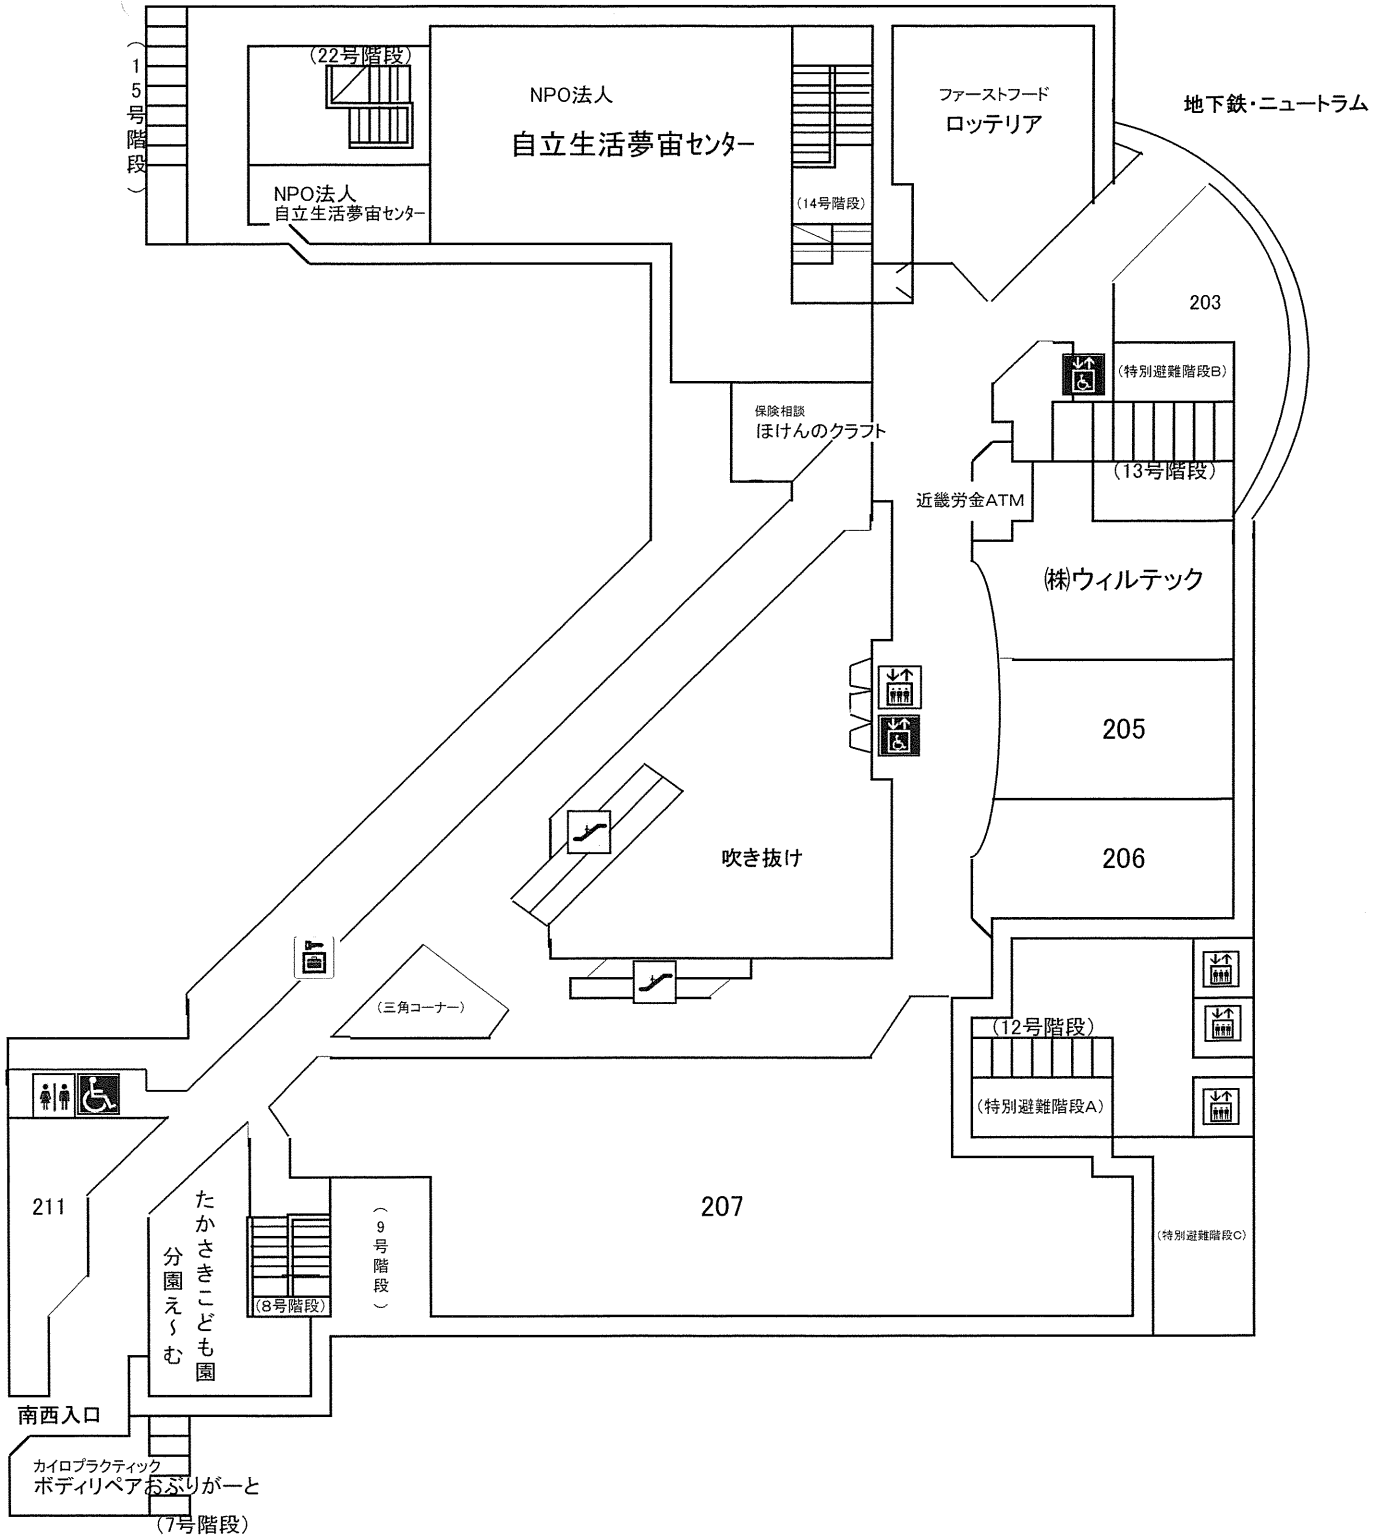 (15号階段)
(22号階段)
NPO法人
自立生活夢宙センター
NPO法人
自立生活夢宙センター
(14号階段)
ファーストフード
ロッテリア
地下鉄・ニュートラム
203
(特別避難階段B)
(13号階段)
保険相談
ほけんのクラフト
近畿労金ATM
㈱ウィルテック
205
206
吹き抜け
(三角コーナー)
(12号階段)
(特別避難階段A)
(特別避難階段C)
207
211
たかさきこども園
分園え～む
(8号階段)
(9号階段)
南西入口
カイロプラクティック
ボディリペアおぶりがーと
(7号階段)